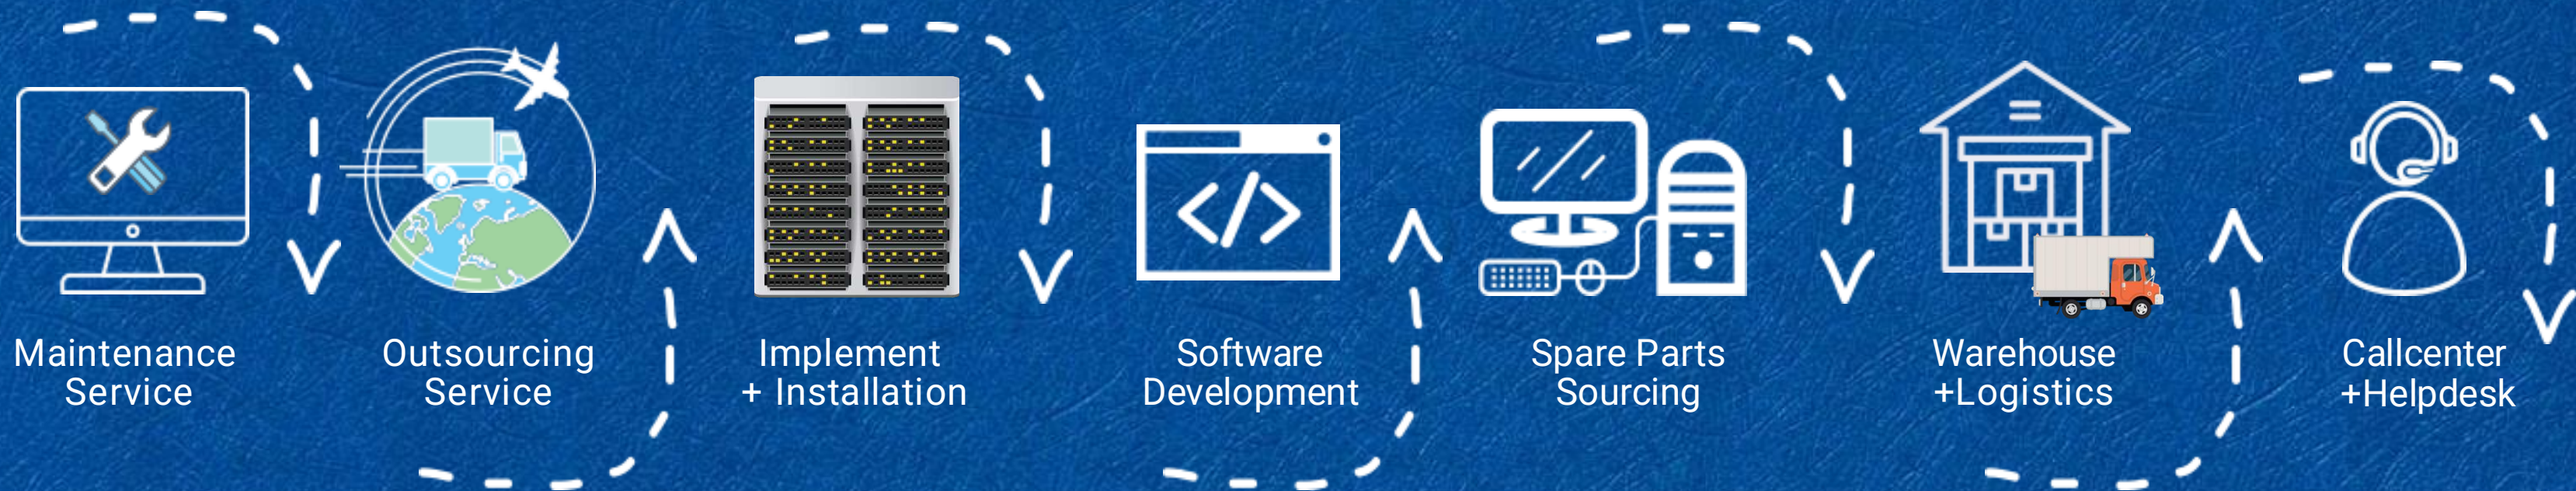 Maintenance
Service
Outsourcing
Service
Implement
+ Installation
Software
Development
Spare Parts
Sourcing
Warehouse
+Logistics
Callcenter
+Helpdesk